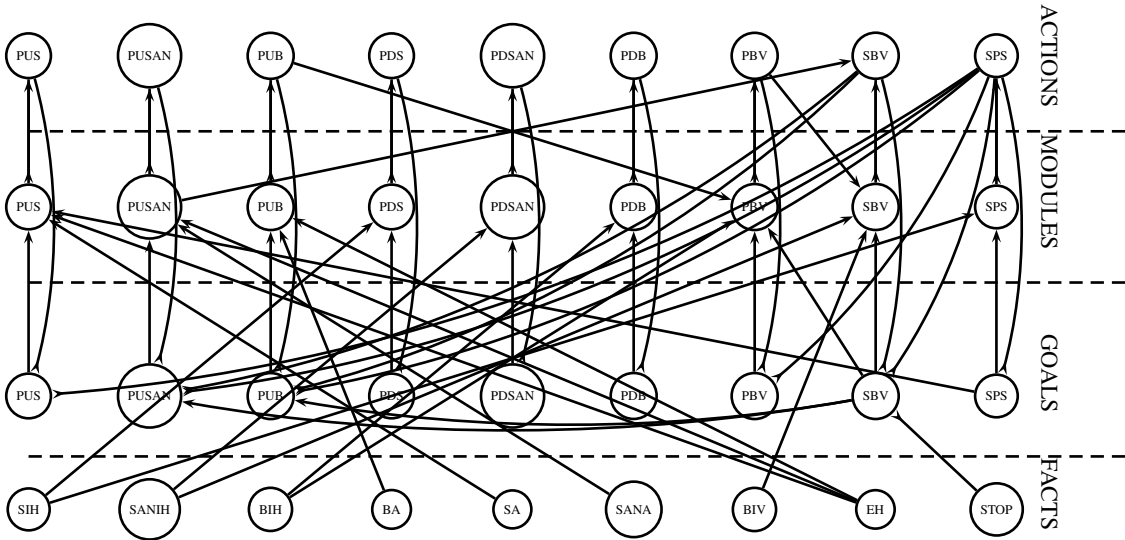 PUS PUSAN PUB PDS PDSAN PDB PBV SBV SPS
ACTIONS
PUS PUSAN PUB PDS PDSAN PDB PBV SBV SPS
MODULES
PUS PUSAN PUB PDS PDSAN PDB PBV SBV SPS
GOALS
SIH SANIH BIH BA SA SANA BIV EH STOP
FACTS